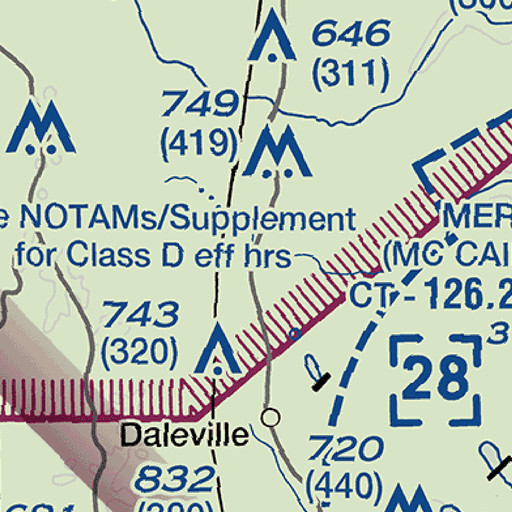 646
(311)
749
(419)
e NOTAMs/Supplement
for Class D eff hrs
MER
(MC CAI
CT - 126.2
743
(320)
28
3
Daleville
720
(440)
832